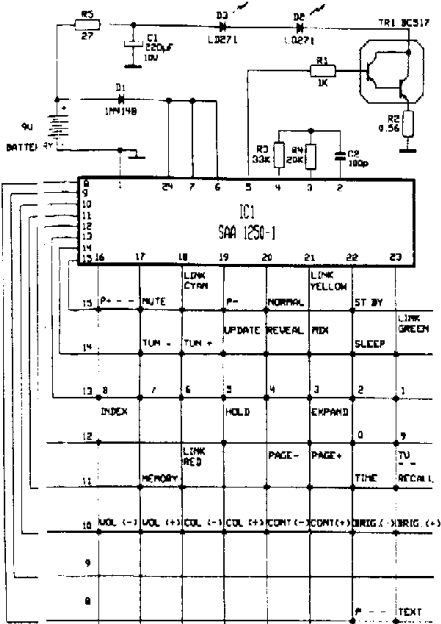 R5
27
C1
220µF
10V
D3
LD271
D2
LD271
TR1 BC517
R1
1K
R2
0.56
D1
1N4148
9V
BATTERY
R3
33K
R4
20K
C2
100p
1 24 7 6 5 4 3 2
IC1
SAA 1250-1
8
9
10
11
12
13
14
15
16 17 18 19 20 21 22 23
LINK
CYAN
LINK
YELLOW
15 P+ - - MUTE P- NORMAL ST BY
LINK
GREEN
UPDATE REVEAL MIX
14 TUN - TUN + SLEEP
13 8 7 6 5 4 3 2 1
INDEX HOLD EXPAND
12 0 9
LINK
RED
PAGE- PAGE+ TV
- -
11 MEMORY TIME RECALL
10 VOL (-) VOL (+) COL (-) COL (+) CONT (-) CONT(+) BRIG.(-) BRIG.(+)
9
8
P - - - TEXT